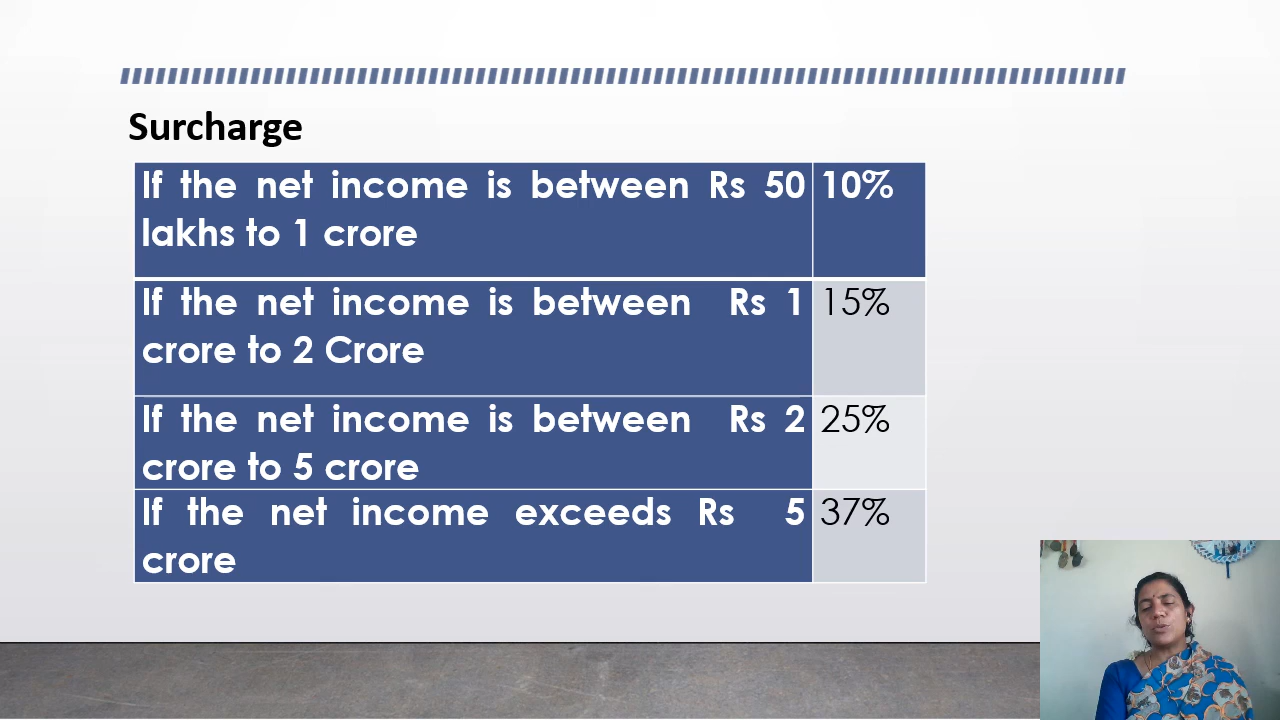 Surcharge
If the net income is between Rs 50 10%
lakhs to 1 crore
If the net income is between Rs 1 15%
crore to 2 Crore
If the net income is between Rs 2 25%
crore to 5 crore
If the net income exceeds Rs 5 37%
crore